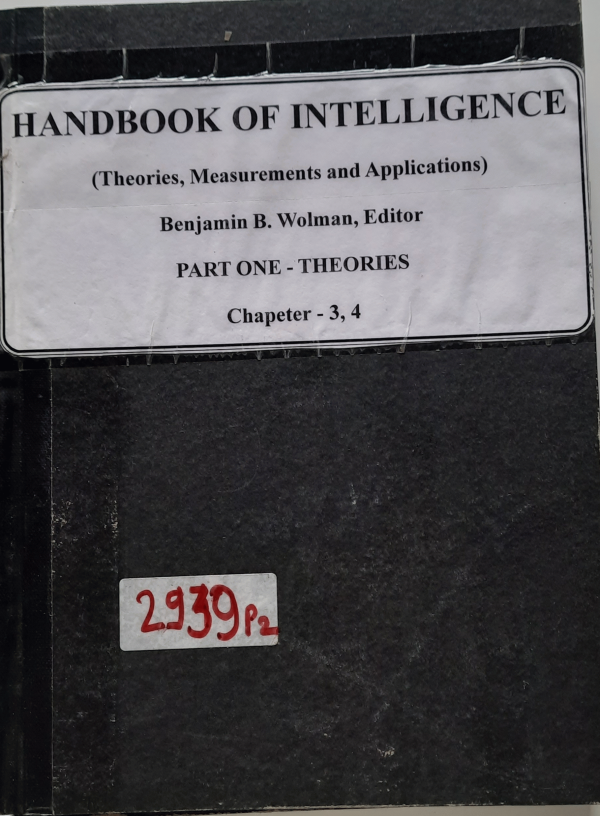 HANDBOOK OF INTELLIGENCE
(Theories, Measurements and Applications)
Benjamin B. Wolman, Editor
PART ONE - THEORIES
Chapeter - 3, 4
2939P2